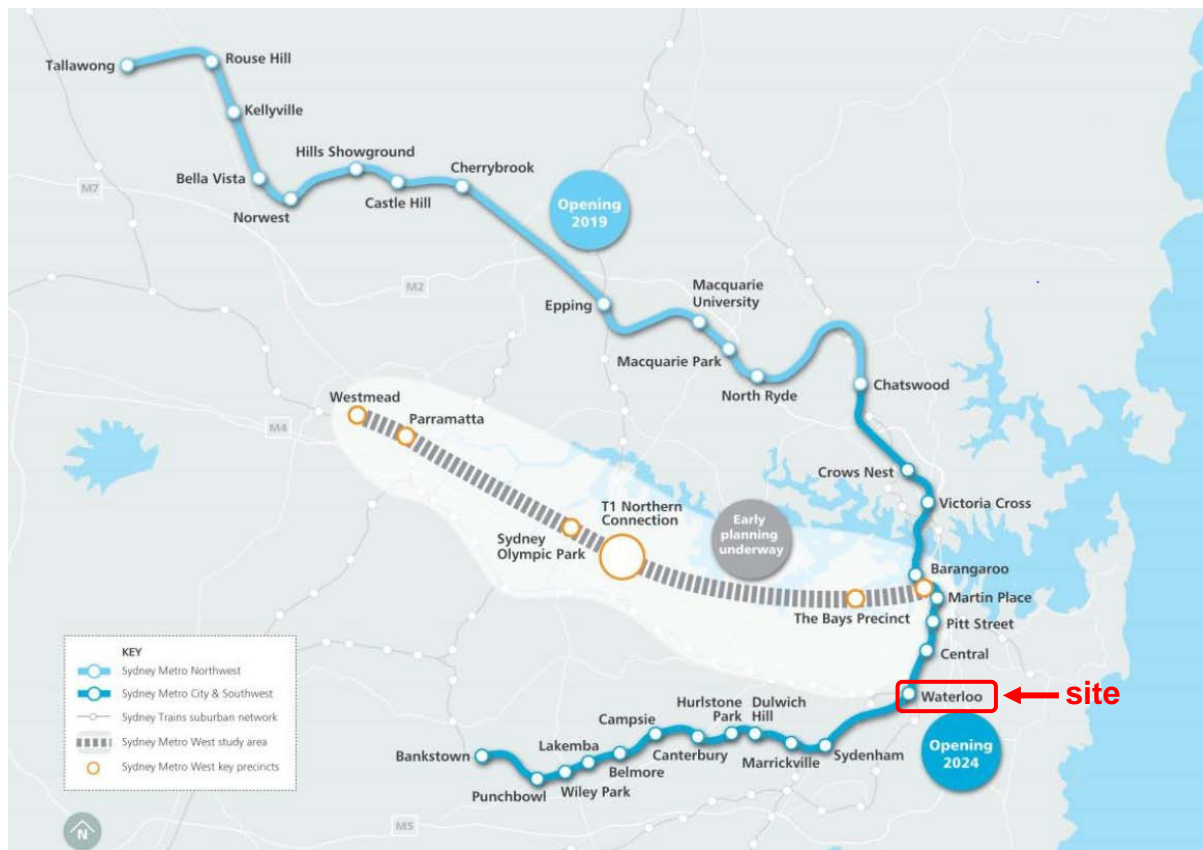 Tallawong
Rouse Hill
Kellyville
Bella Vista
Norwest
Hills Showground
Castle Hill
Cherrybrook
Opening
2019
M7
M2
Epping
Macquarie
University
Macquarie Park
North Ryde
Chatswood
Westmead
Parramatta
M4
Crows Nest
Victoria Cross
T1 Northern
Connection
Sydney
Olympic Park
Early
planning
underway
Barangaroo
Martin Place
The Bays Precinct
Pitt Street
Central
Waterloo
site
KEY
Sydney Metro Northwest
Sydney Metro City & Southwest
Sydney Trains suburban network
Sydney Metro West study area
Sydney Metro West key precincts
Bankstown
Punchbowl
Lakemba
Wiley Park
Campsie
Belmore
Hurlstone
Park
Canterbury
Dulwich
Hill
Marrickville
Sydenham
Opening
2024
M5
N